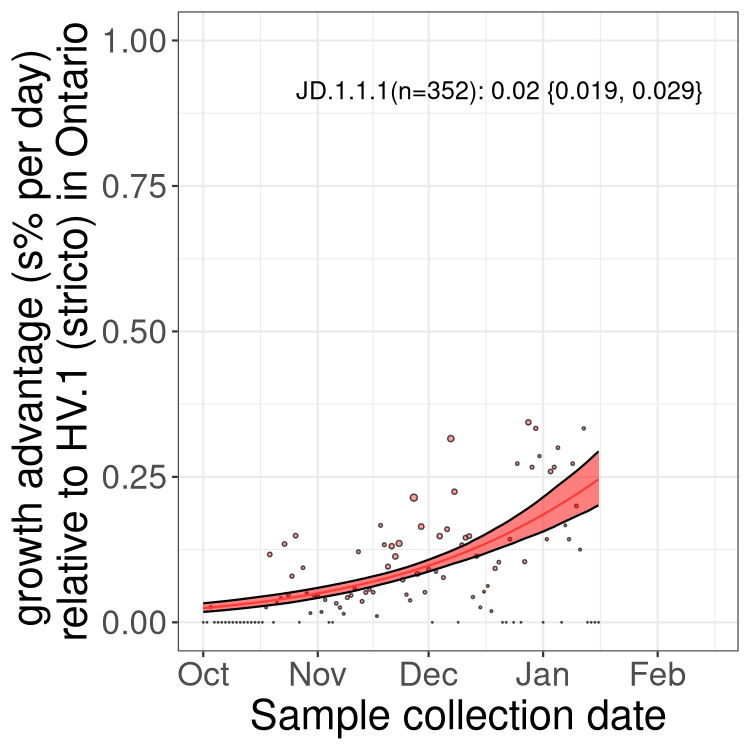 growth advantage (s% per day)
relative to HV.1 (stricto) in Ontario
1.00
0.75
0.50
0.25
0.00
JD.1.1.1(n=352): 0.02 {0.019, 0.029}
Oct Nov Dec Jan Feb
Sample collection date